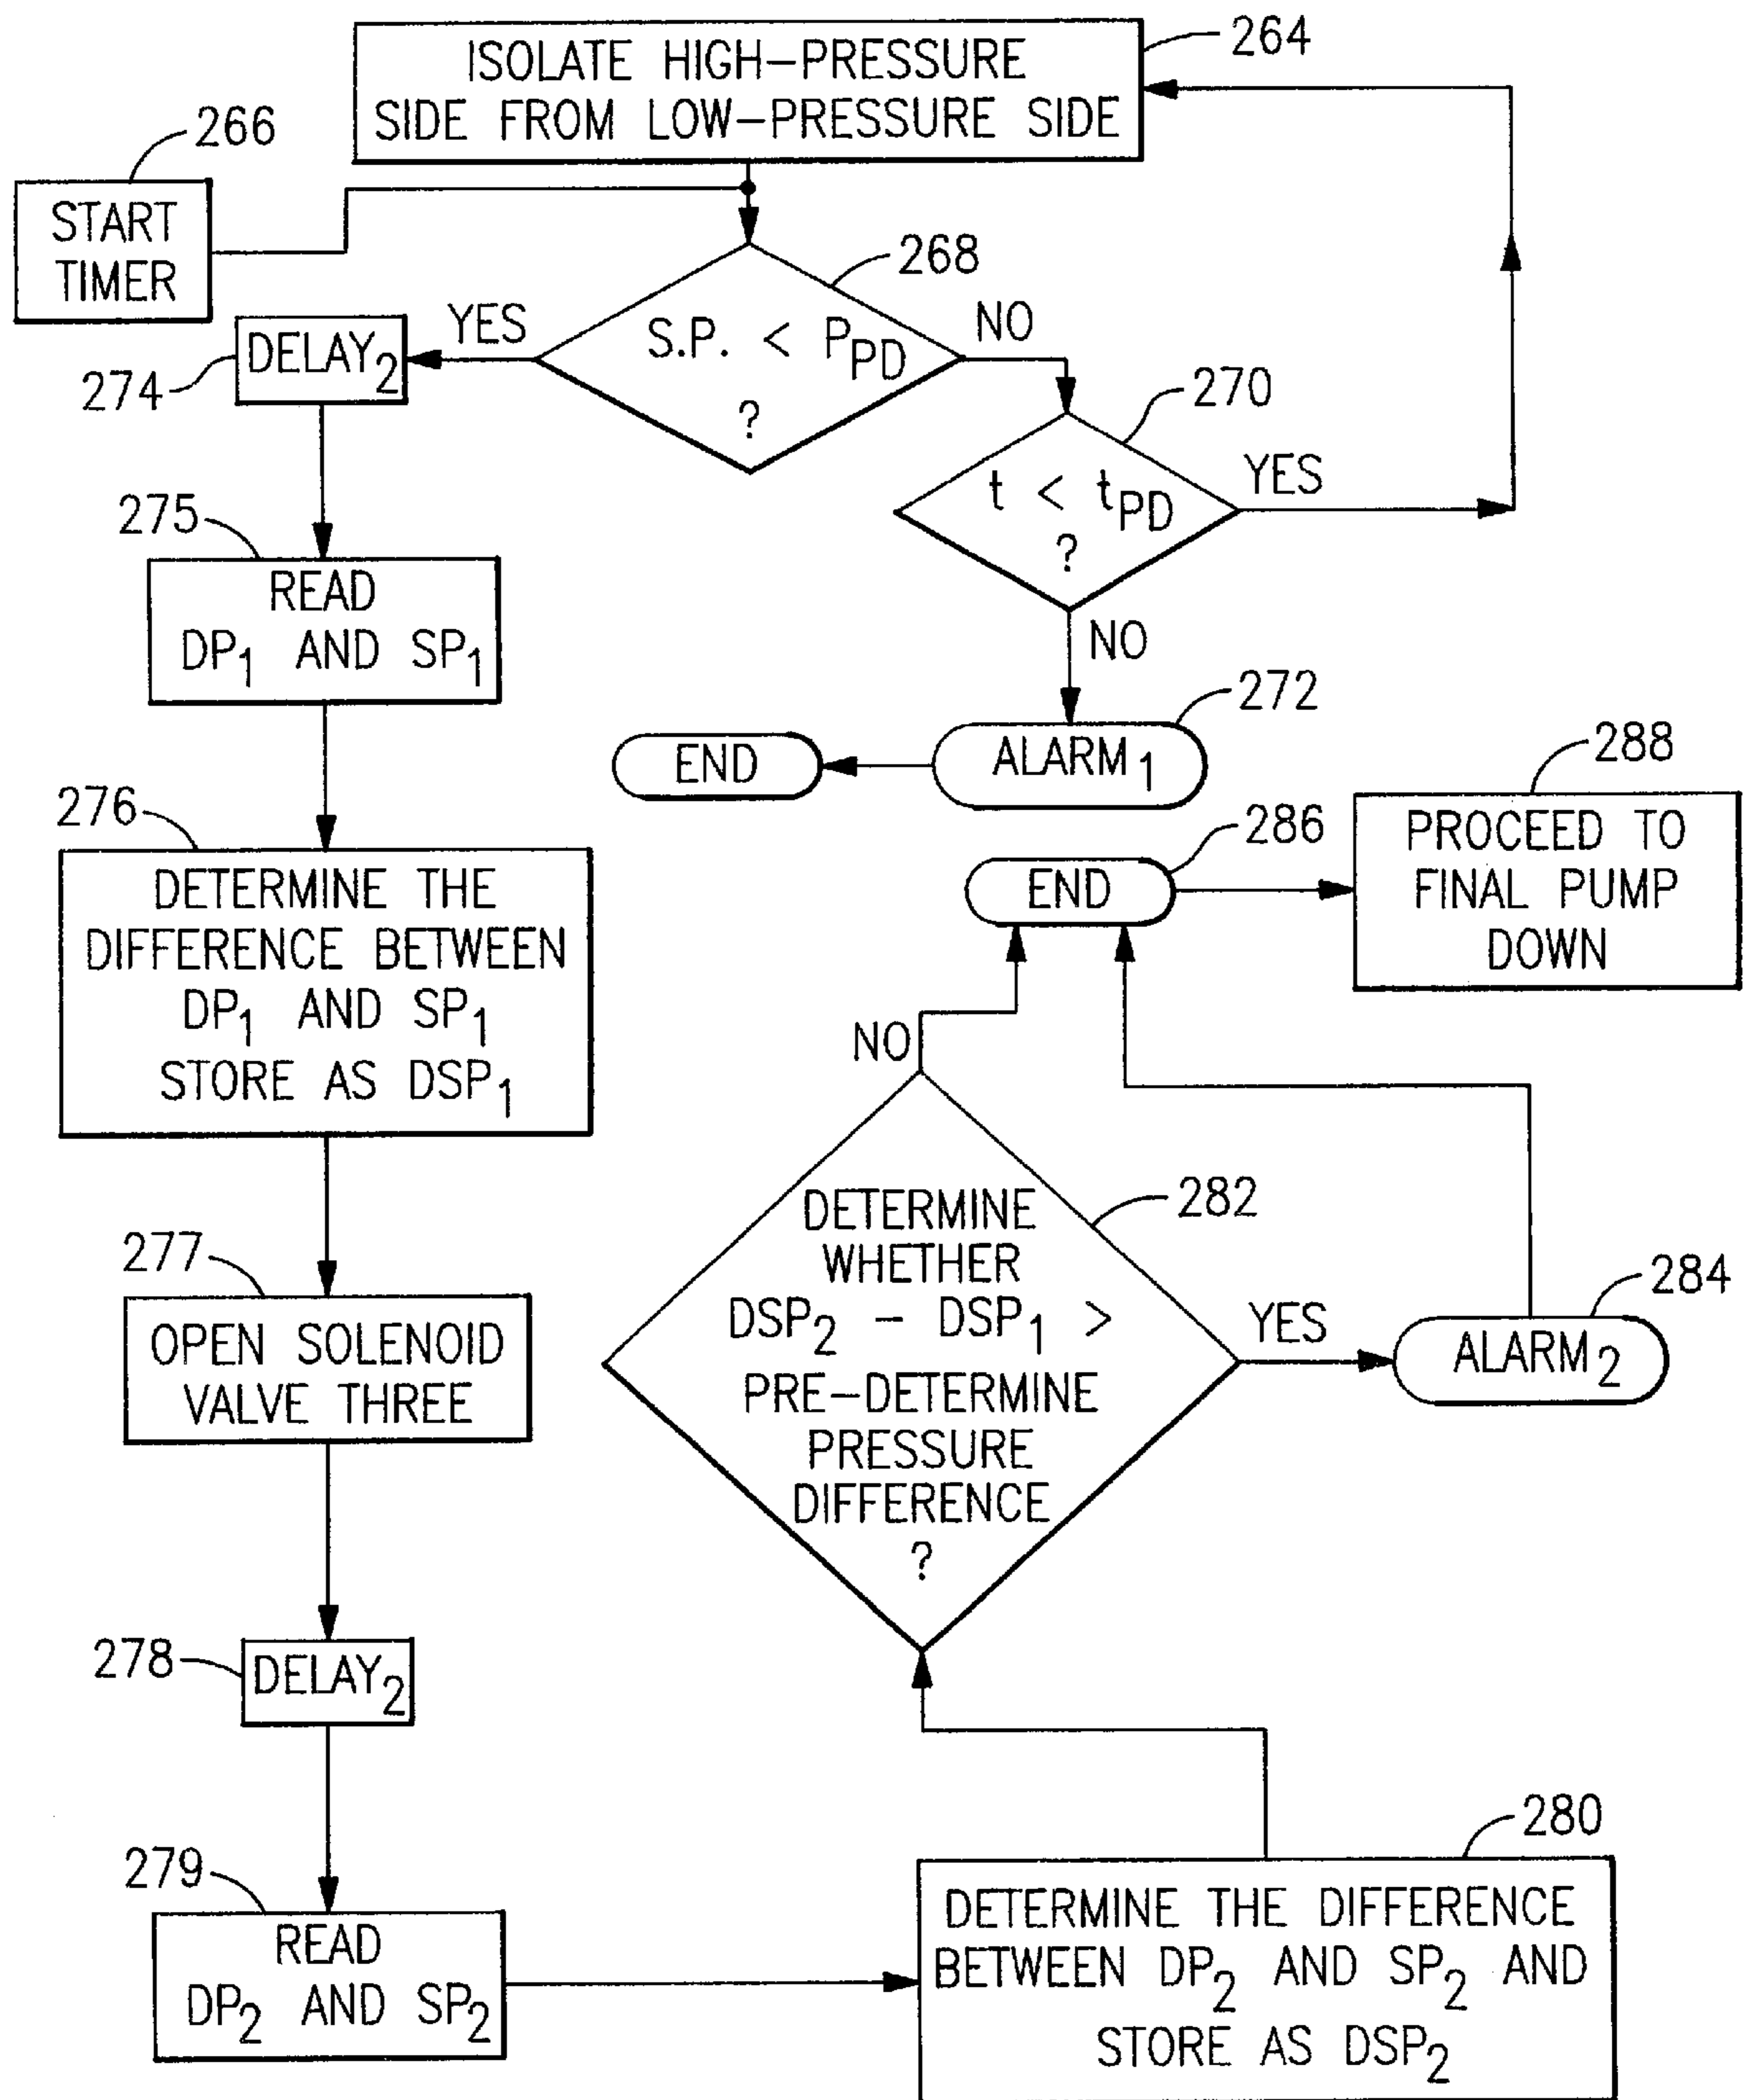 264
ISOLATE HIGH-PRESSURE
SIDE FROM LOW-PRESSURE SIDE
266
START
TIMER
268
S.P. < P_PD
?
YES
NO
DELAY₂
274
270
t < t_PD
?
YES
NO
275
READ
DP₁ AND SP₁
272
ALARM₁
END
276
DETERMINE THE
DIFFERENCE BETWEEN
DP₁ AND SP₁
STORE AS DSP₁
286
END
288
PROCEED TO
FINAL PUMP
DOWN
NO
277
OPEN SOLENOID
VALVE THREE
282
DETERMINE
WHETHER
DSP₂ - DSP₁ >
PRE-DETERMINE
PRESSURE
DIFFERENCE
?
YES
284
ALARM₂
278
DELAY₂
279
READ
DP₂ AND SP₂
280
DETERMINE THE DIFFERENCE
BETWEEN DP₂ AND SP₂ AND
STORE AS DSP₂